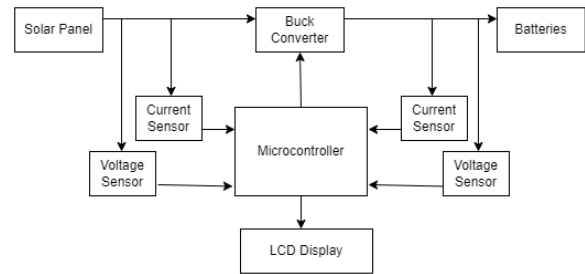 Solar Panel
Buck
Converter
Batteries
Current
Sensor
Current
Sensor
Microcontroller
Voltage
Sensor
Voltage
Sensor
LCD Display